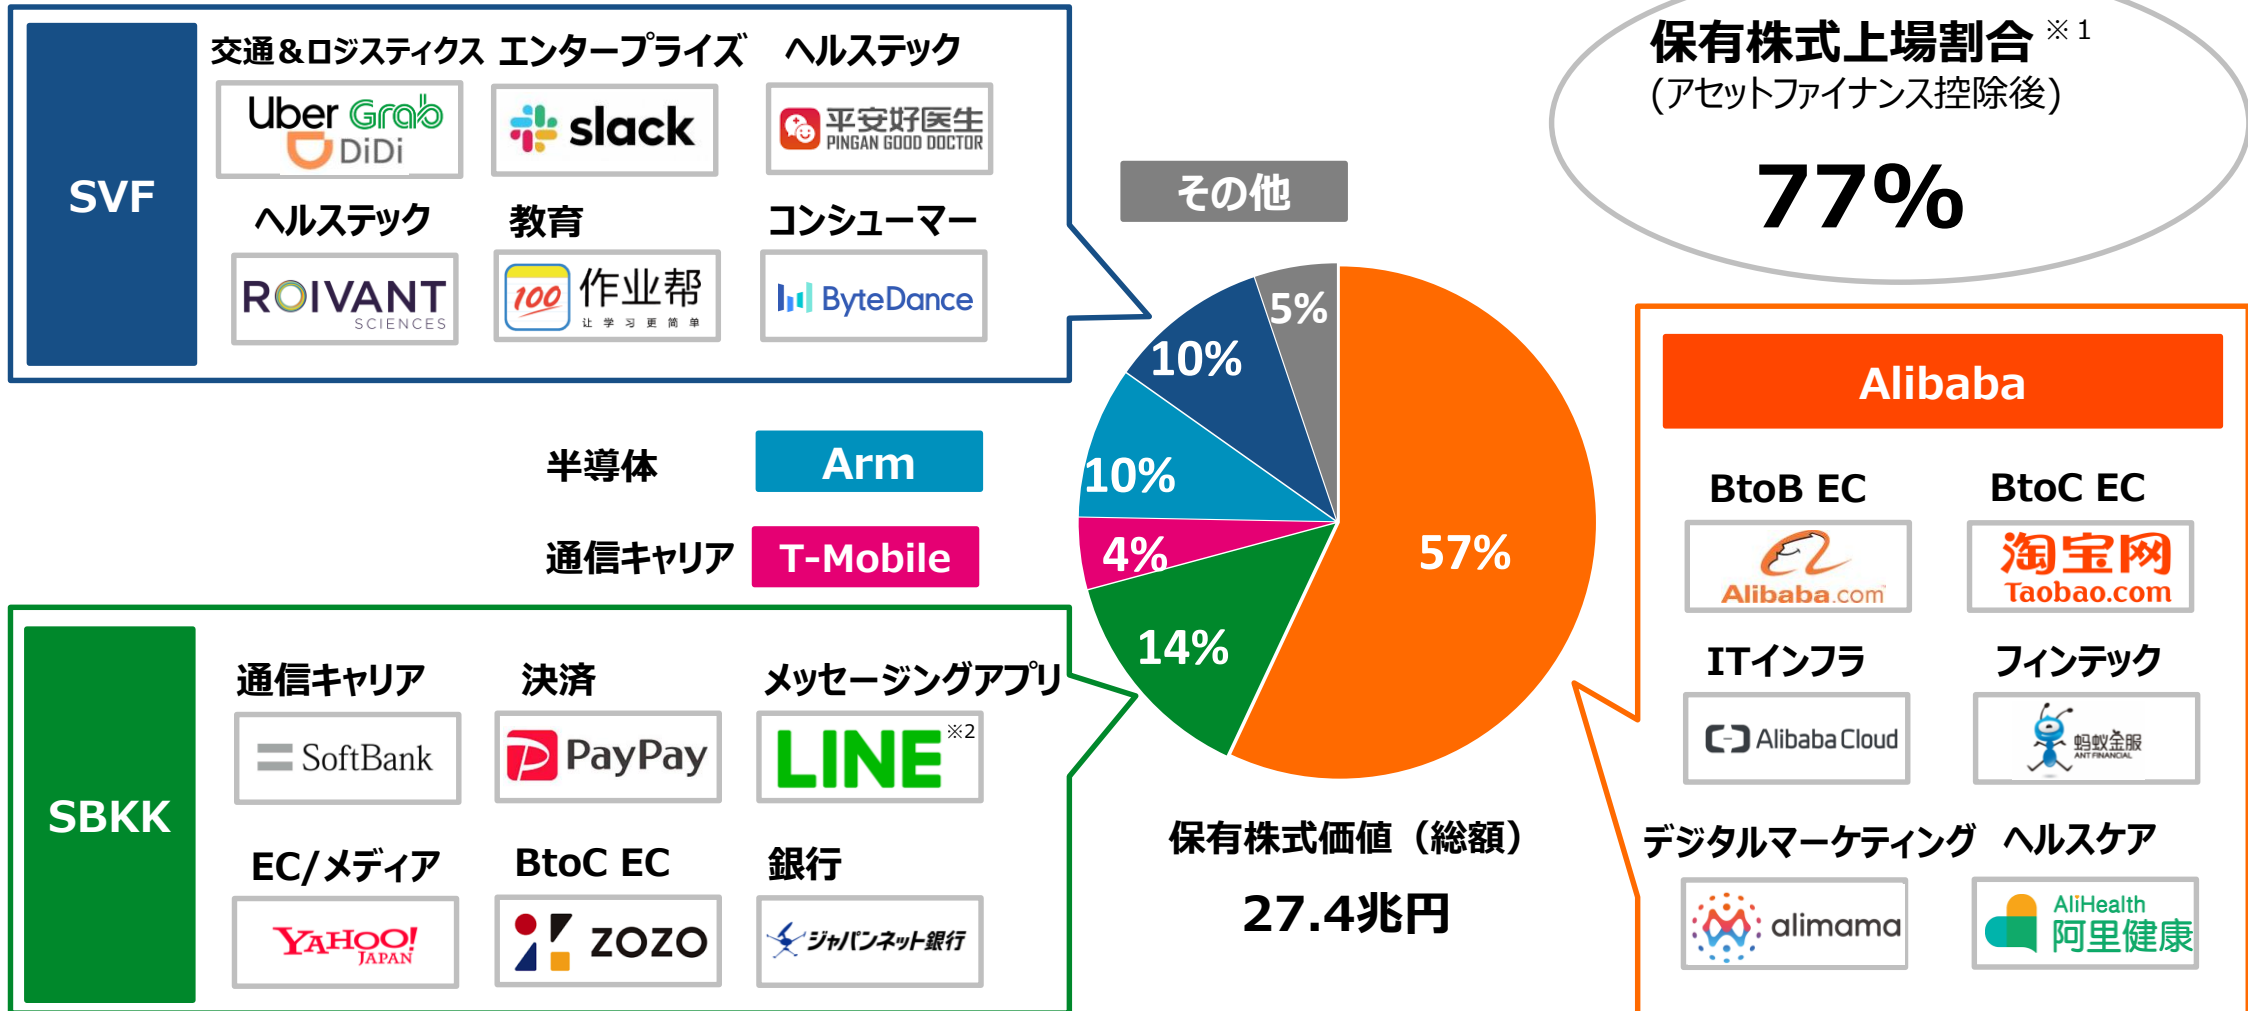 SVF
交通&ロジスティクス
Uber Grab
DiDi
エンタープライズ
slack
ヘルステック
平安好医生
PINGAN GOOD DOCTOR
ヘルステック
ROIVANT
SCIENCES
教育
100
作业帮
让学习更简单
コンシューマー
ByteDance
保有株式上場割合 ※1
(アセットファイナンス控除後)
77%
その他
5%
10%
10%
4%
14%
57%
半導体
Arm
通信キャリア
T-Mobile
保有株式価値（総額）
27.4兆円
SBKK
通信キャリア
SoftBank
決済
PayPay
メッセージングアプリ
LINE ※2
EC/メディア
YAHOO!
JAPAN
BtoC EC
ZOZO
銀行
ジャパンネット銀行
Alibaba
BtoB EC
Alibaba.com
BtoC EC
淘宝网
Taobao.com
ITインフラ
Alibaba Cloud
フィンテック
蚂蚁金服
ANT FINANCIAL
デジタルマーケティング
alimama
ヘルスケア
AliHealth
阿里健康